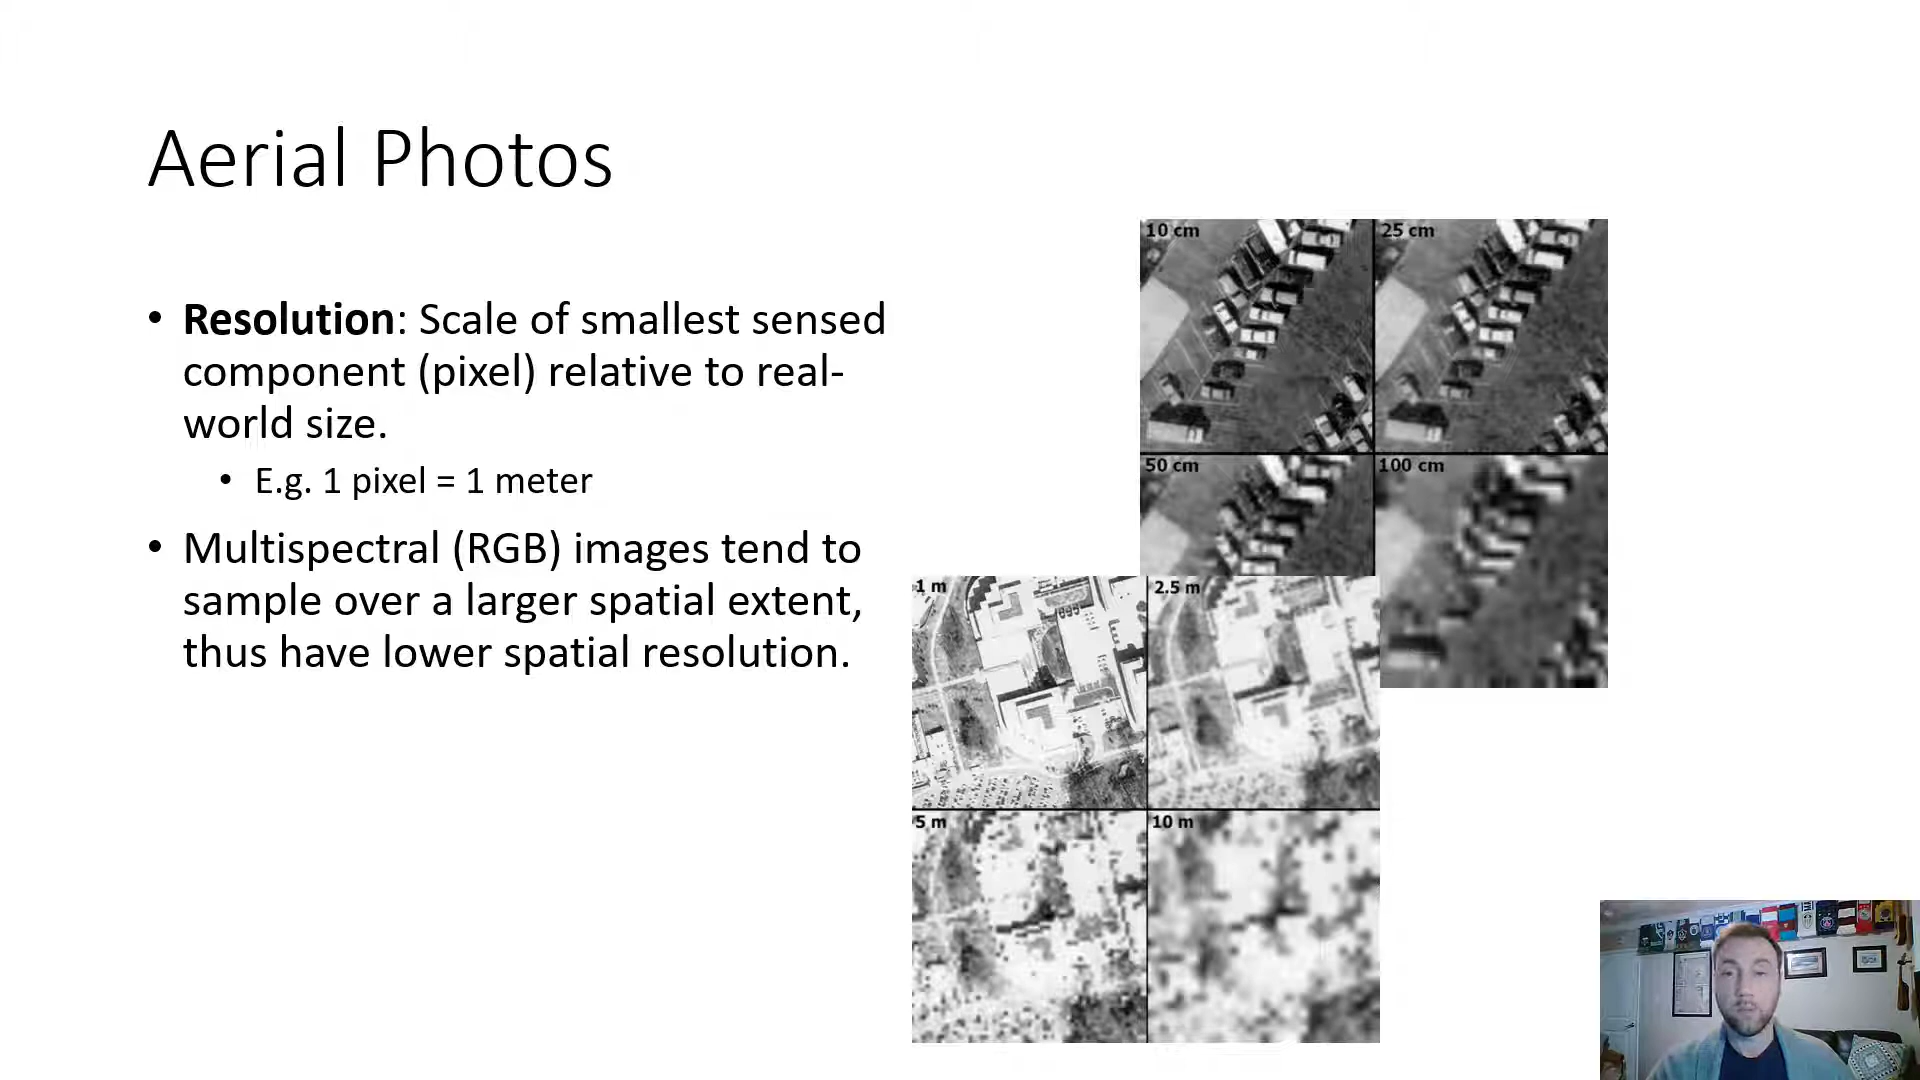 Aerial Photos
• Resolution: Scale of smallest sensed
component (pixel) relative to real-
world size.
• E.g. 1 pixel = 1 meter
• Multispectral (RGB) images tend to
sample over a larger spatial extent,
thus have lower spatial resolution.
10 cm
25 cm
50 cm
100 cm
1 m
2.5 m
5 m
10 m